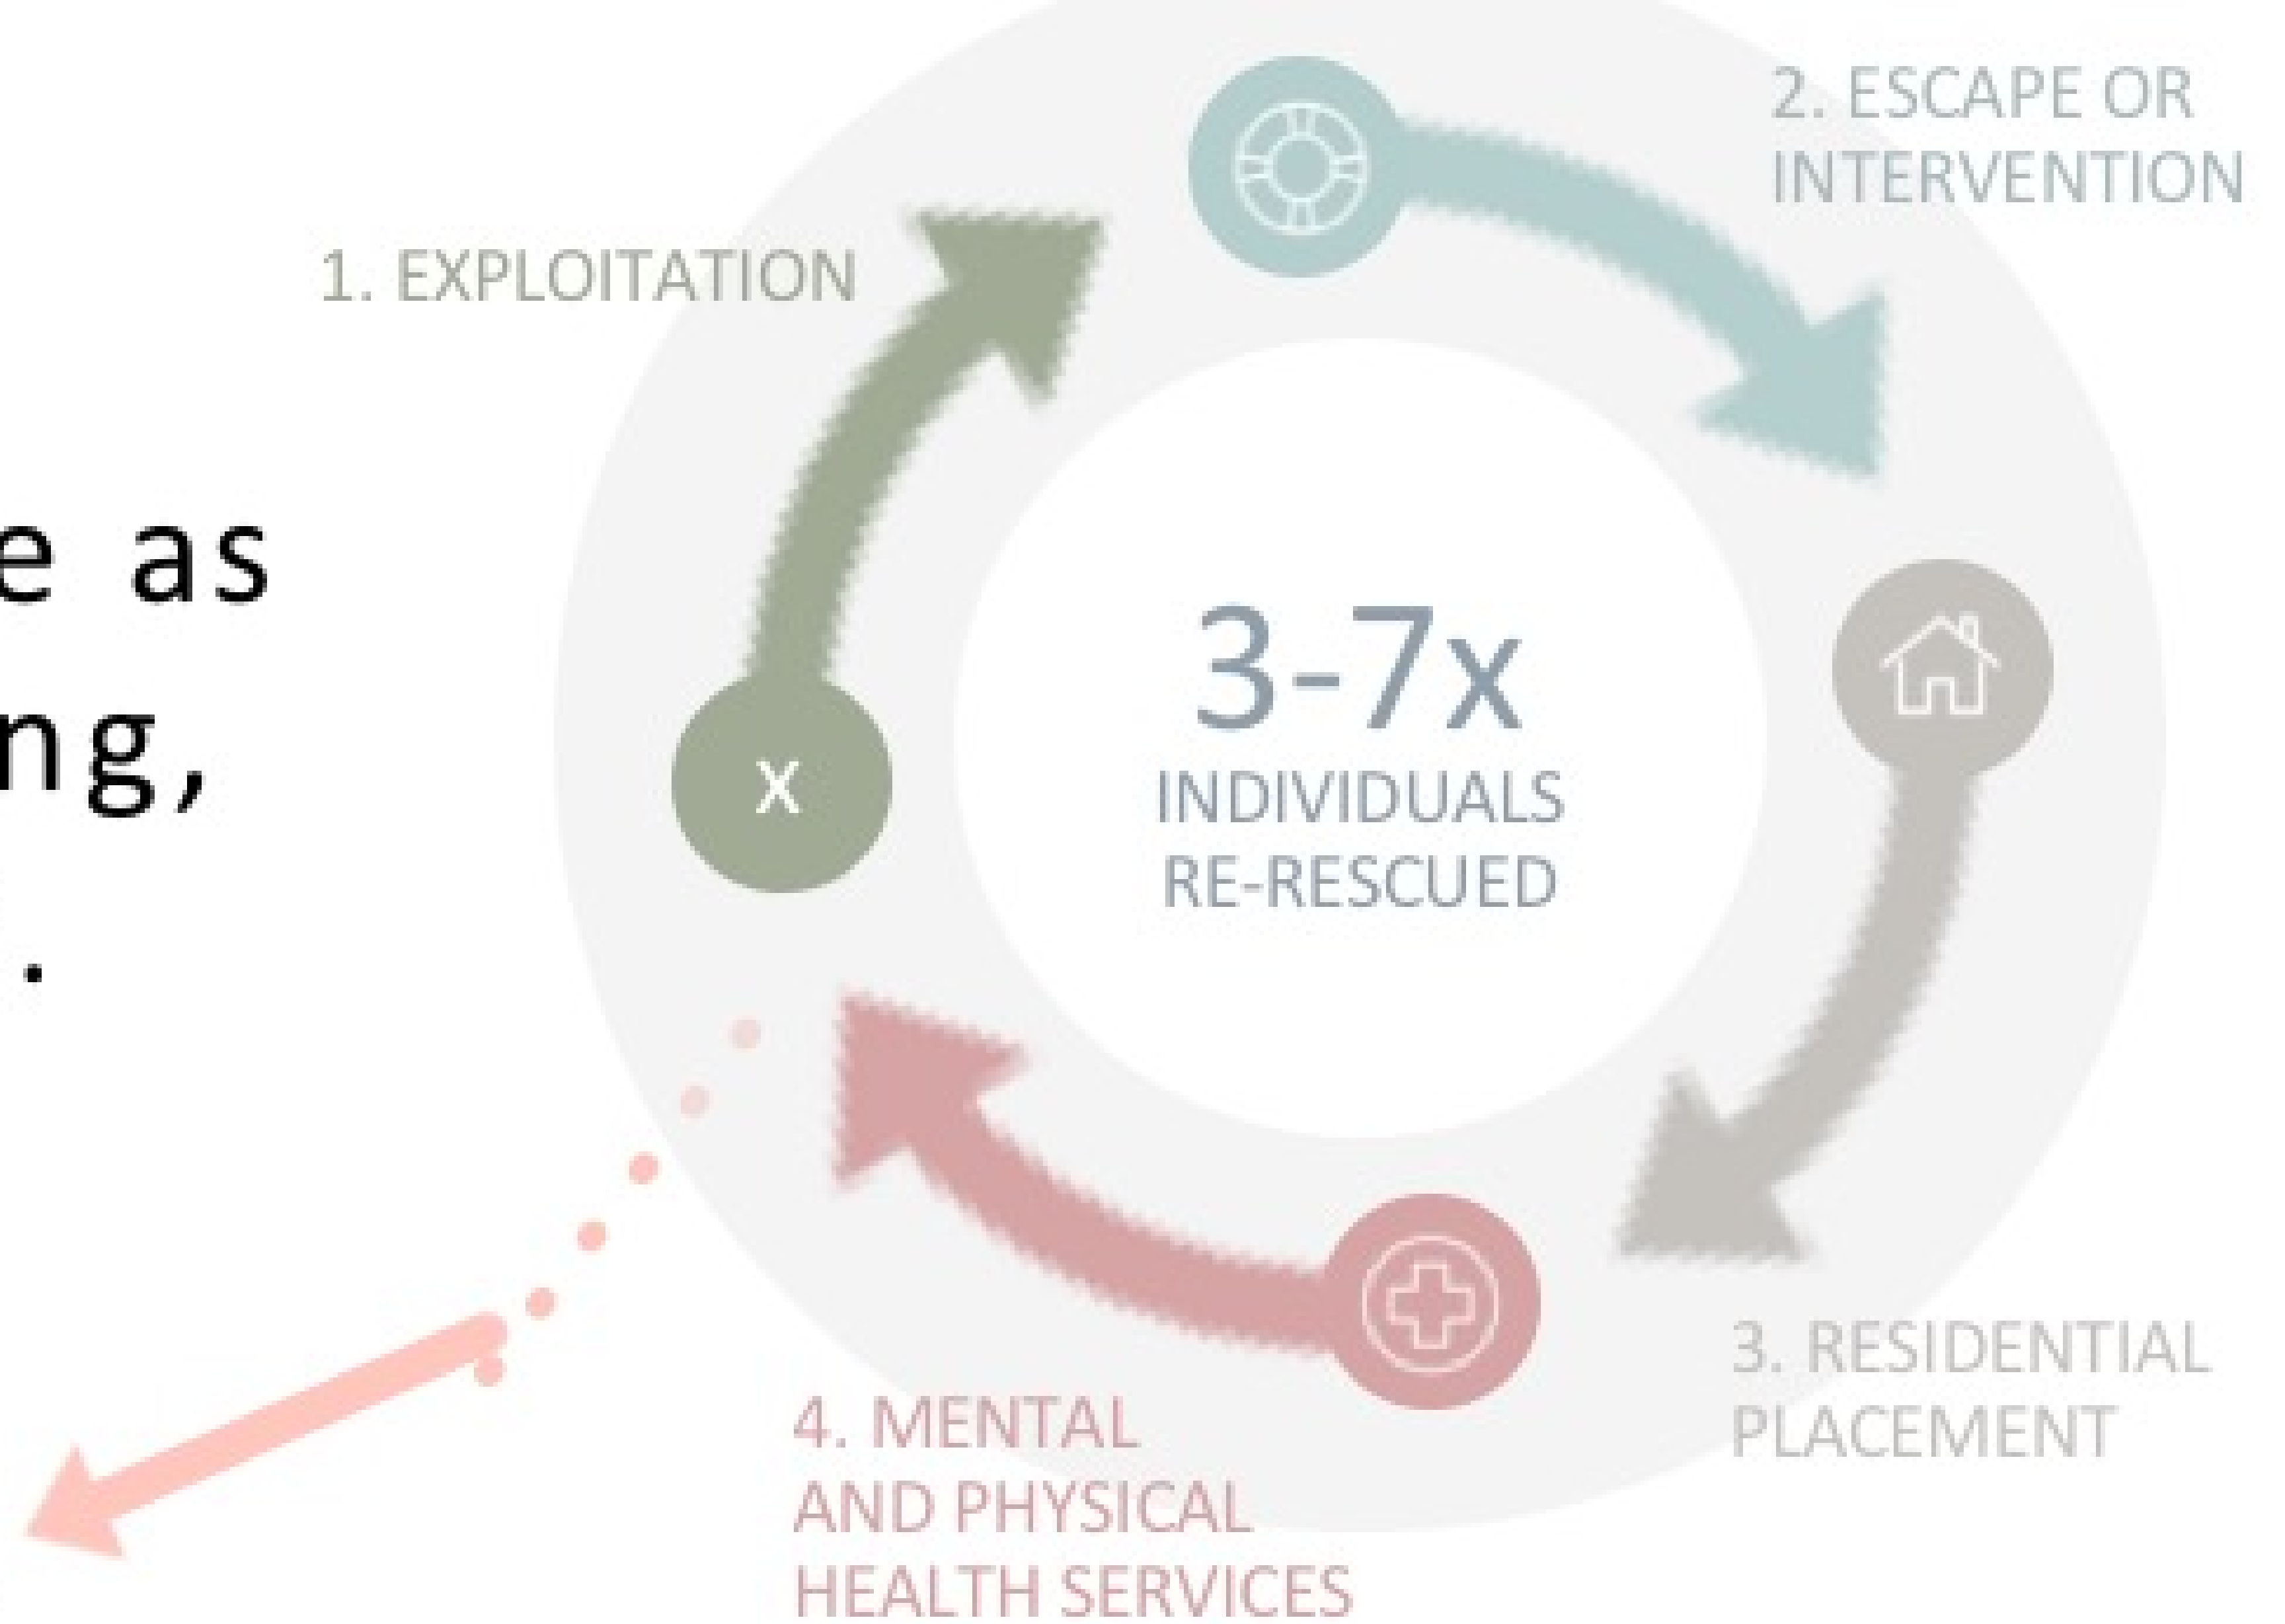 1. EXPLOITATION
2. ESCAPE OR
INTERVENTION
e as
ng,
.
3-7x
INDIVIDUALS
RE-RESCUED
X
3. RESIDENTIAL
PLACEMENT
4. MENTAL
AND PHYSICAL
HEALTH SERVICES